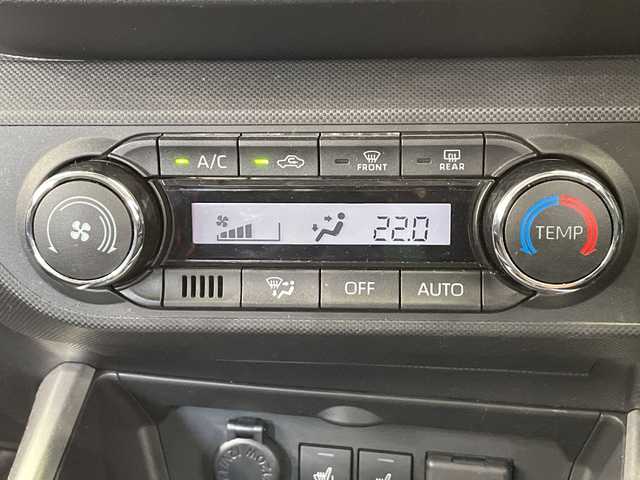 A/C
FRONT
REAR
22.0
TEMP
OFF
AUTO